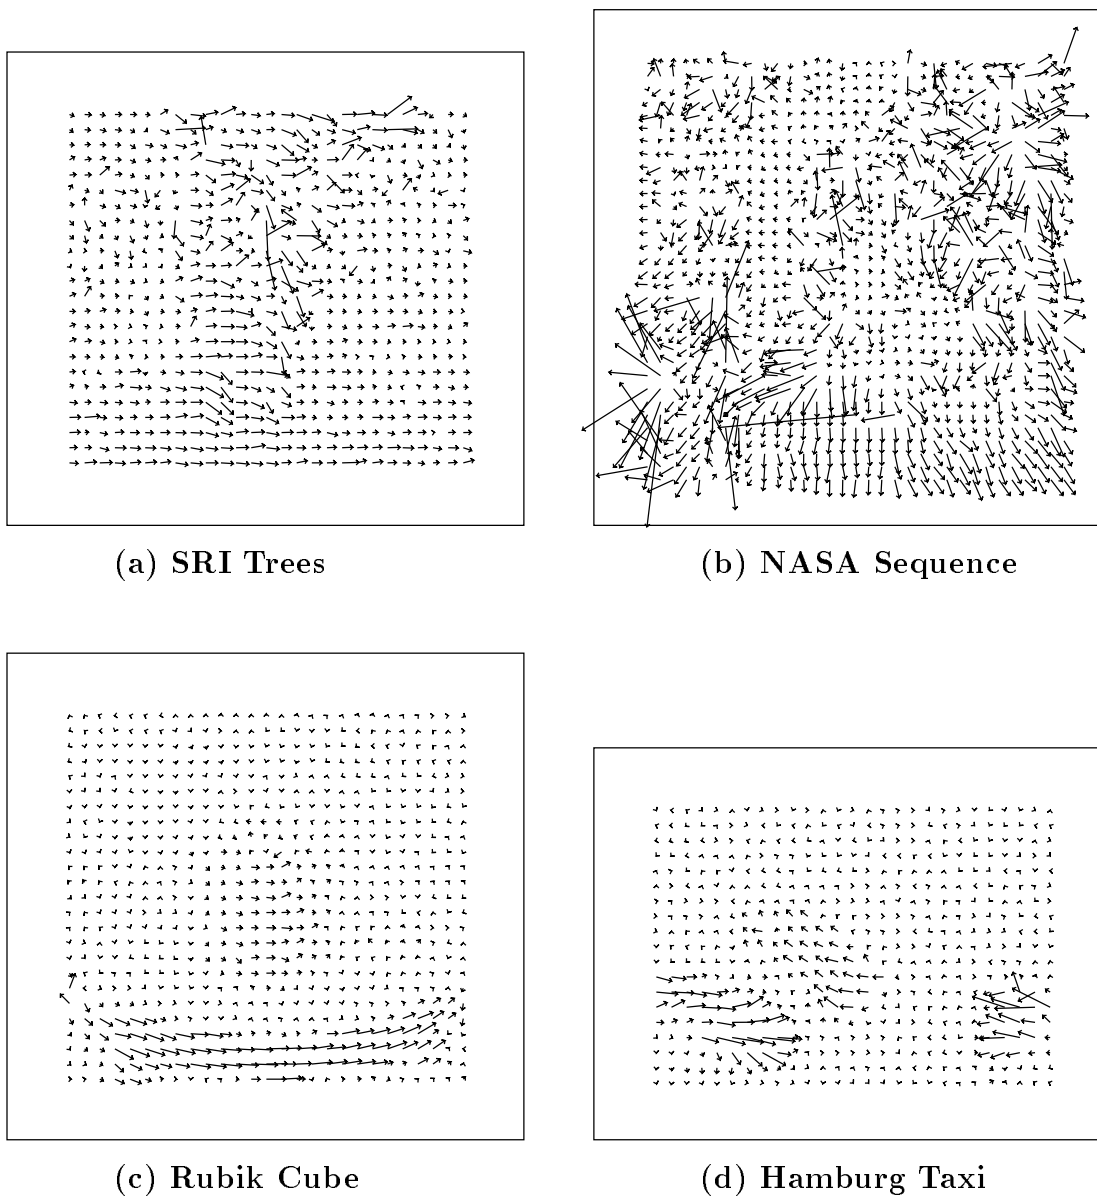 (a) SRI Trees
(b) NASA Sequence
(c) Rubik Cube
(d) Hamburg Taxi